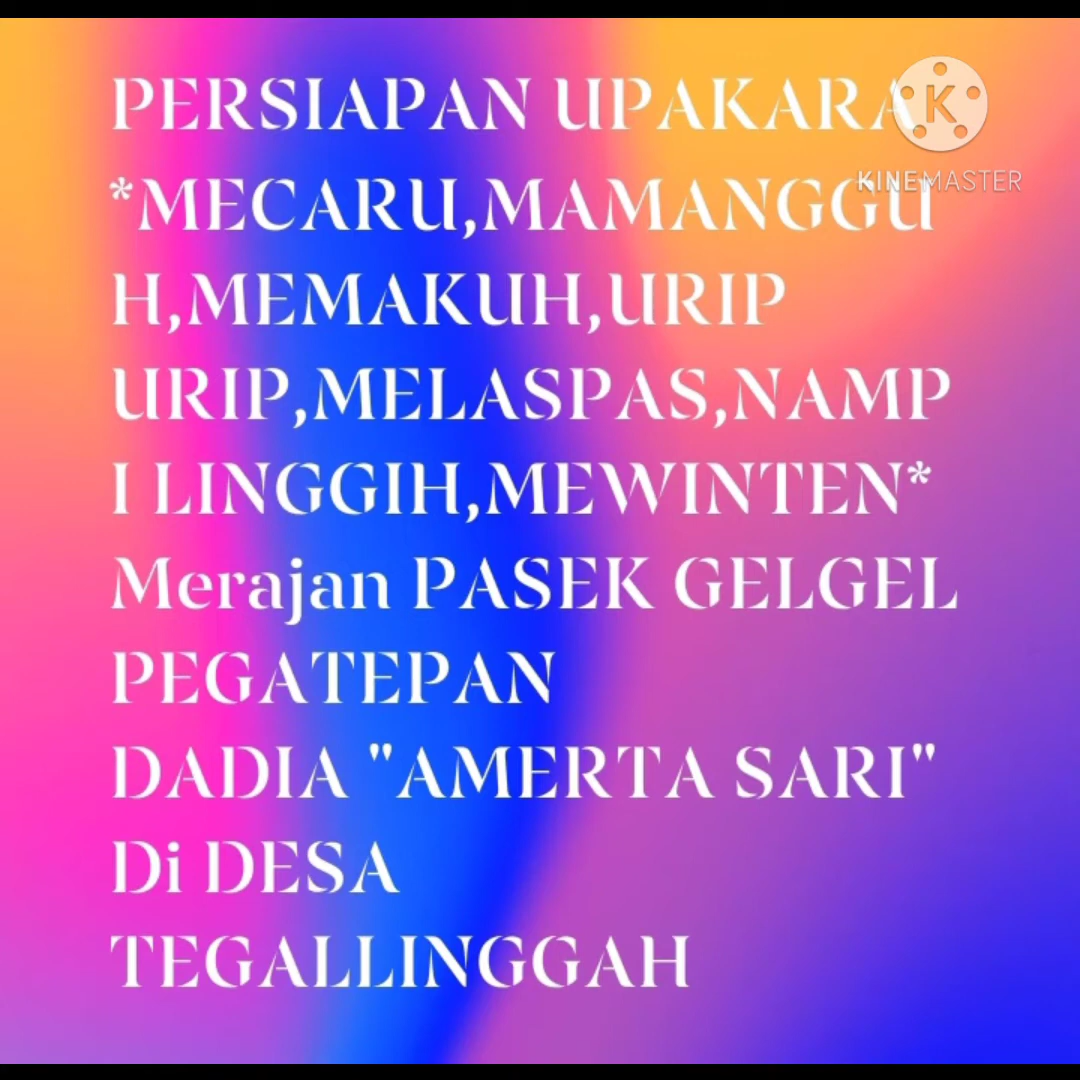 PERSIAPAN UPAKARA
*MECARU,MAMANGGU
H,MEMAKUH,URIP
URIP,MELASPAS,NAMP
I LINGGIH,MEWINTEN*
Merajan PASEK GELGEL
PEGATEPAN
DADIA "AMERTA SARI"
Di DESA
TEGALLINGGAH
K
KINEMASTER